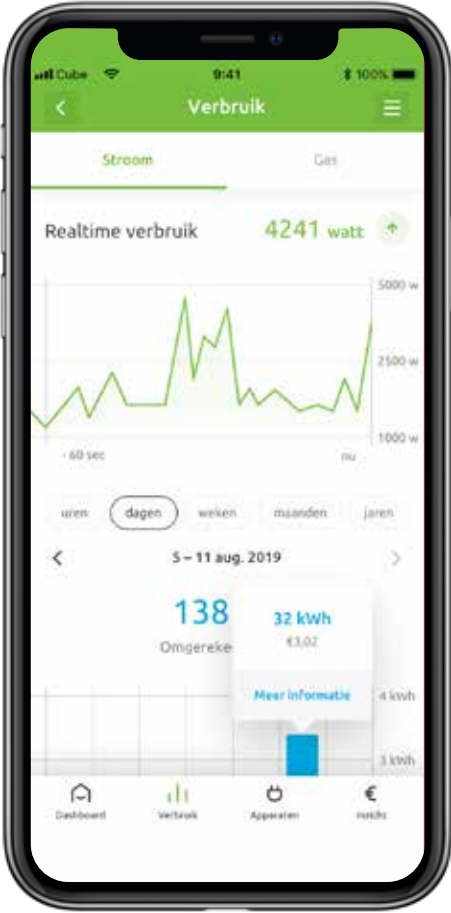 Cube 9:41 100%
Verbruik
Stroom Gas
Realtime verbruik 4241 watt
5000 w
2500 w
1000 w
- 60 sec nu
uren dagen weken maanden jaren
5 – 11 aug. 2019
138 32 kWh
Omgereke €3,02
Meer informatie 4 kWh
3 kWh
Dashboard Verbruik Apparaten